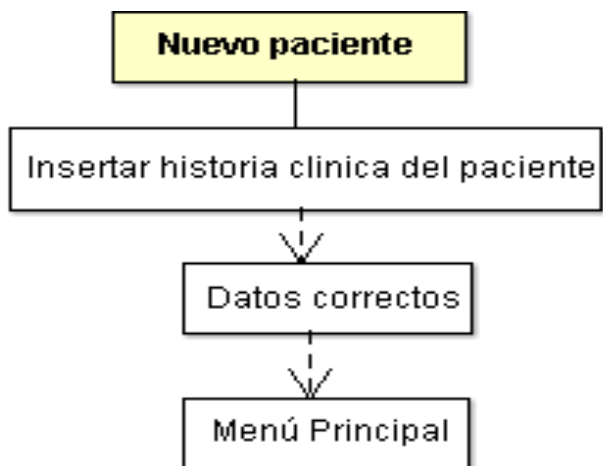 Nuevo paciente
Insertar historia clinica del paciente
Datos correctos
Menú Principal